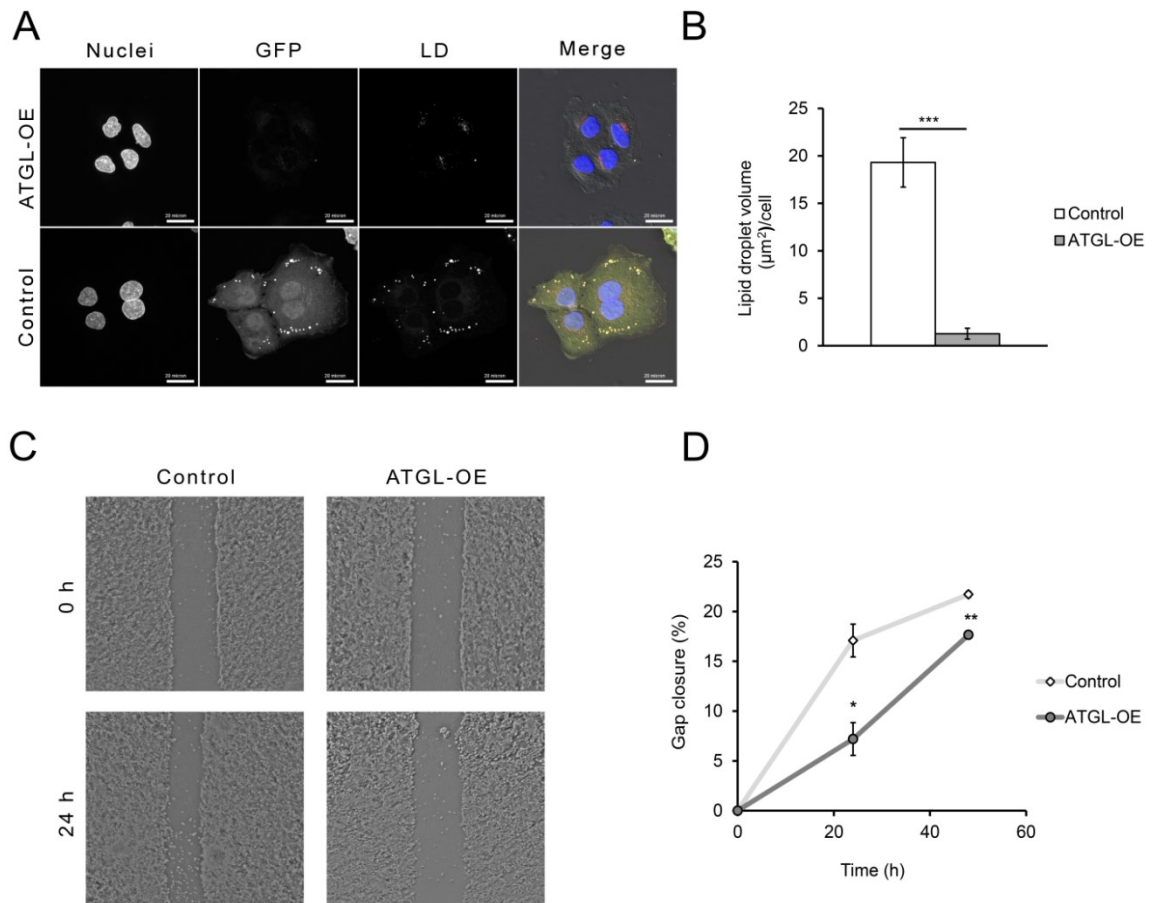 A
Nuclei GFP LD Merge
ATGL-OE
20 micron 20 micron 20 micron 20 micron
Control
20 micron 20 micron 20 micron 20 micron
B
25
20
15
10
5
0
Lipid droplet volume
(µm²)/cell
***
Control
ATGL-OE
C
Control ATGL-OE
0 h
24 h
D
25
20
15
10
5
0
Gap closure (%)
*
**
0 20 40 60
Time (h)
Control
ATGL-OE